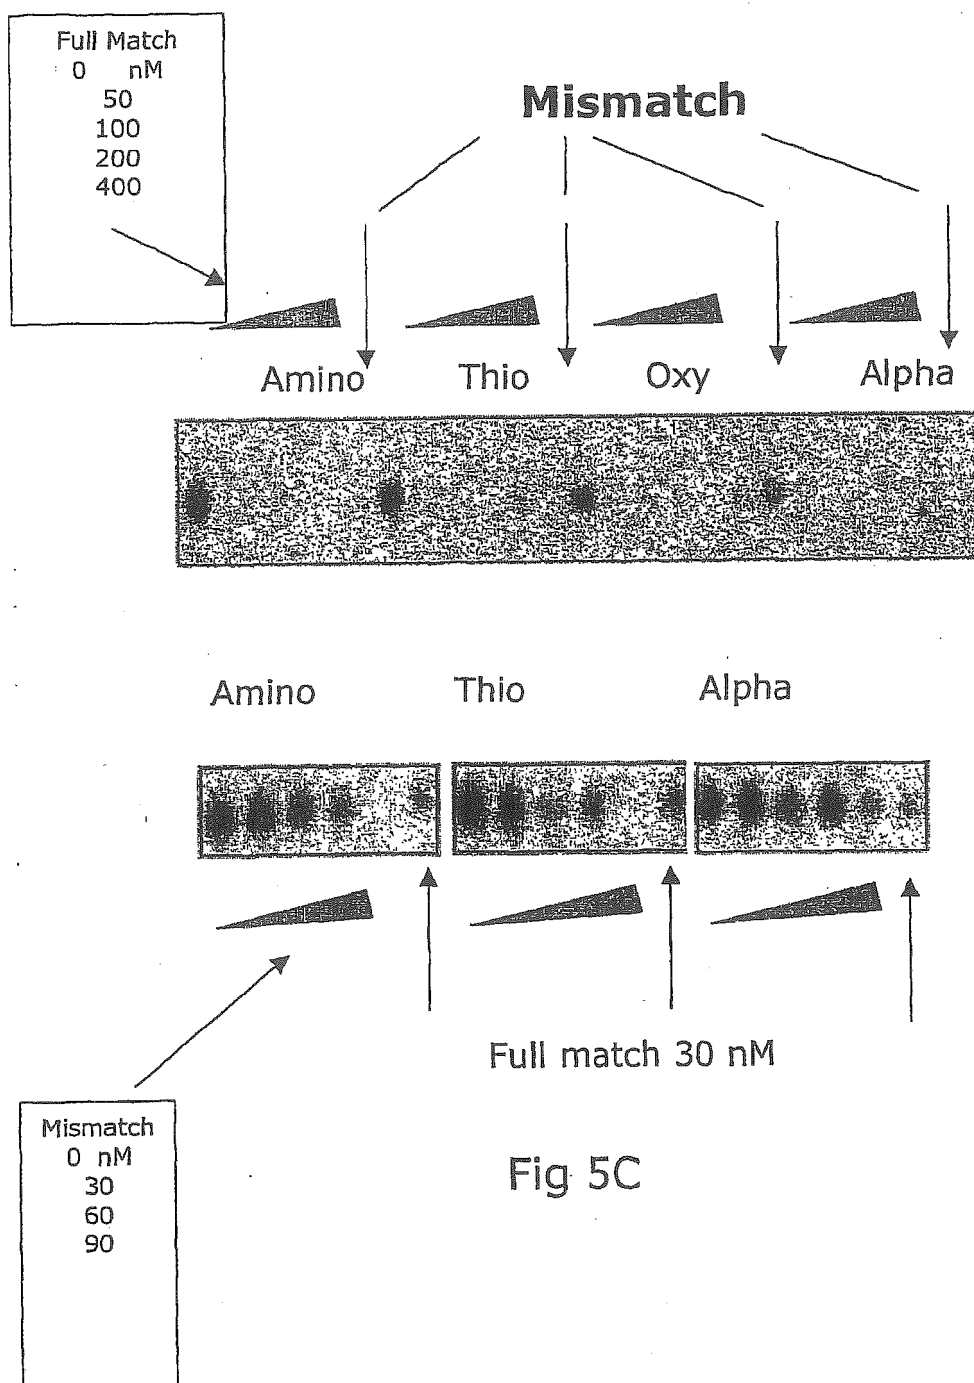 Full Match
0 nM
50
100
200
400
Mismatch
Amino Thio Oxy Alpha
Amino Thio Alpha
Full match 30 nM
Mismatch
0 nM
30
60
90
Fig 5C